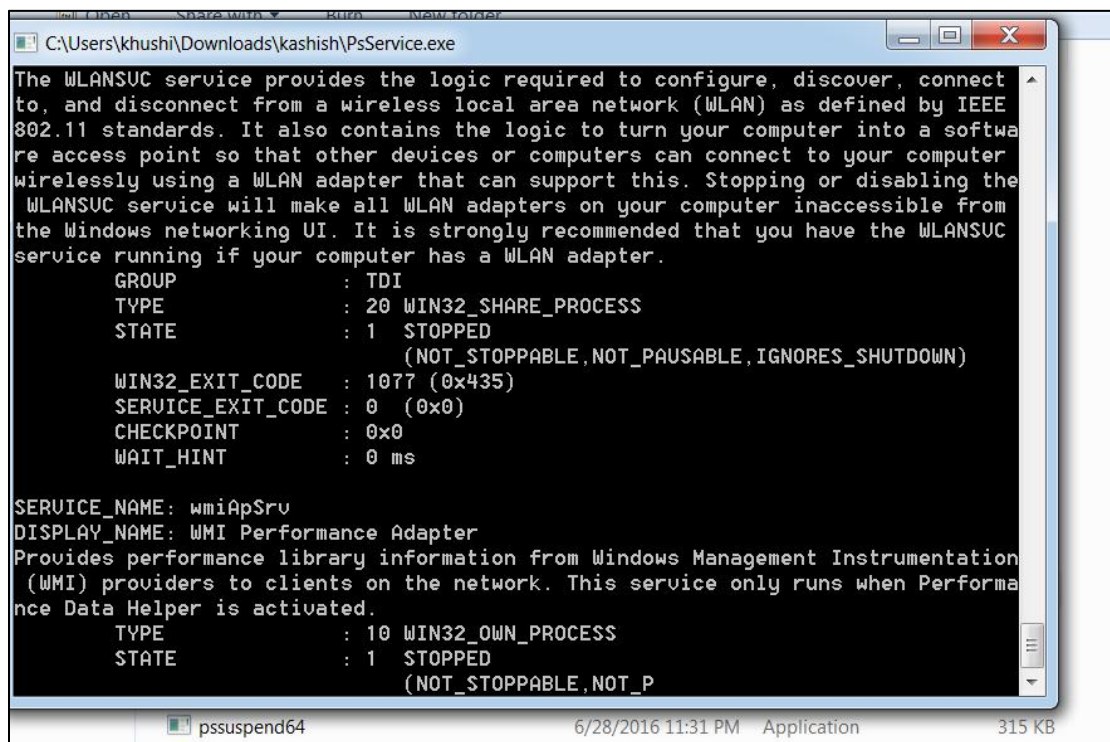 Open Share with Burn New folder
C:\Users\khushi\Downloads\kashish\PsService.exe
The WLANSVC service provides the logic required to configure, discover, connect
to, and disconnect from a wireless local area network (WLAN) as defined by IEEE
802.11 standards. It also contains the logic to turn your computer into a softwa
re access point so that other devices or computers can connect to your computer
wirelessly using a WLAN adapter that can support this. Stopping or disabling the
 WLANSVC service will make all WLAN adapters on your computer inaccessible from
the Windows networking UI. It is strongly recommended that you have the WLANSVC
service running if your computer has a WLAN adapter.
GROUP : TDI
TYPE : 20 WIN32_SHARE_PROCESS
STATE : 1 STOPPED
(NOT_STOPPABLE,NOT_PAUSABLE,IGNORES_SHUTDOWN)
WIN32_EXIT_CODE : 1077 (0x435)
SERVICE_EXIT_CODE : 0 (0x0)
CHECKPOINT : 0x0
WAIT_HINT : 0 ms
SERVICE_NAME: wmiApSrv
DISPLAY_NAME: WMI Performance Adapter
Provides performance library information from Windows Management Instrumentation
 (WMI) providers to clients on the network. This service only runs when Performa
nce Data Helper is activated.
TYPE : 10 WIN32_OWN_PROCESS
STATE : 1 STOPPED
(NOT_STOPPABLE,NOT_P
pssuspend64 6/28/2016 11:31 PM Application 315 KB